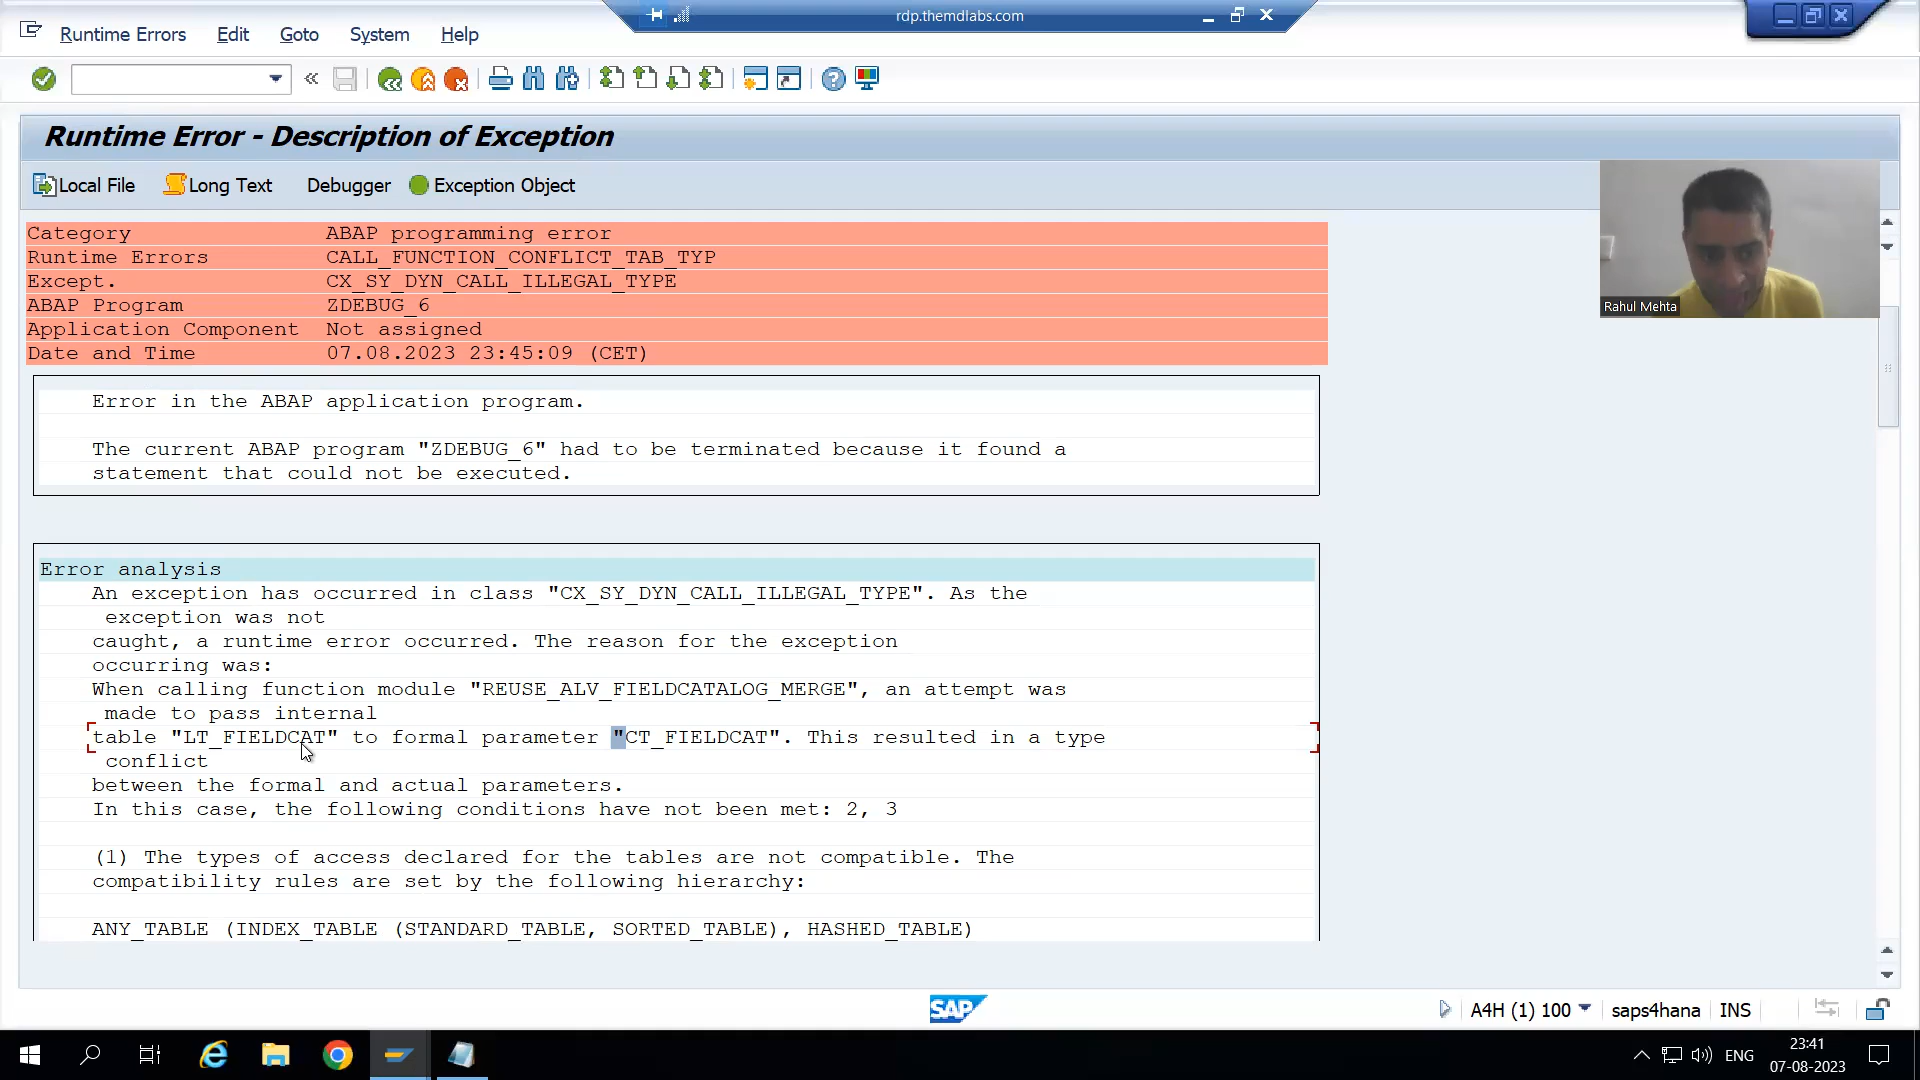 rdp.themdlabs.com
Runtime Errors Edit Goto System Help
Runtime Error - Description of Exception
Local File Long Text Debugger Exception Object
Category ABAP programming error
Runtime Errors CALL_FUNCTION_CONFLICT_TAB_TYP
Except. CX_SY_DYN_CALL_ILLEGAL_TYPE
ABAP Program ZDEBUG_6
Application Component Not assigned
Date and Time 07.08.2023 23:45:09 (CET)
Rahul Mehta
Error in the ABAP application program.
The current ABAP program "ZDEBUG_6" had to be terminated because it found a
statement that could not be executed.
Error analysis
An exception has occurred in class "CX_SY_DYN_CALL_ILLEGAL_TYPE". As the
exception was not
caught, a runtime error occurred. The reason for the exception
occurring was:
When calling function module "REUSE_ALV_FIELDCATALOG_MERGE", an attempt was
made to pass internal
table "LT_FIELDCAT" to formal parameter "CT_FIELDCAT". This resulted in a type
conflict
between the formal and actual parameters.
In this case, the following conditions have not been met: 2, 3
(1) The types of access declared for the tables are not compatible. The
compatibility rules are set by the following hierarchy:
ANY_TABLE (INDEX_TABLE (STANDARD_TABLE, SORTED_TABLE), HASHED_TABLE)
SAP
A4H (1) 100 saps4hana INS
ENG
23:41
07-08-2023